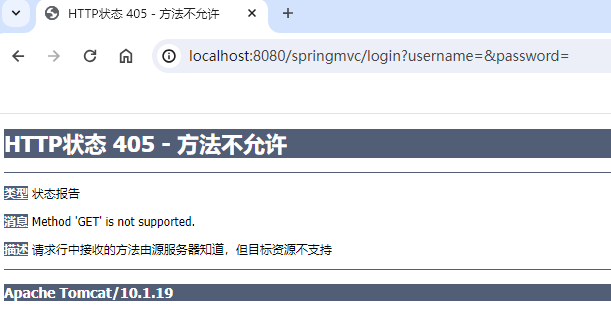 HTTP状态 405 - 方法不允许
localhost:8080/springmvc/login?username=&password=
HTTP状态 405 - 方法不允许
类型 状态报告
消息 Method 'GET' is not supported.
描述 请求行中接收的方法由源服务器知道，但目标资源不支持
Apache Tomcat/10.1.19